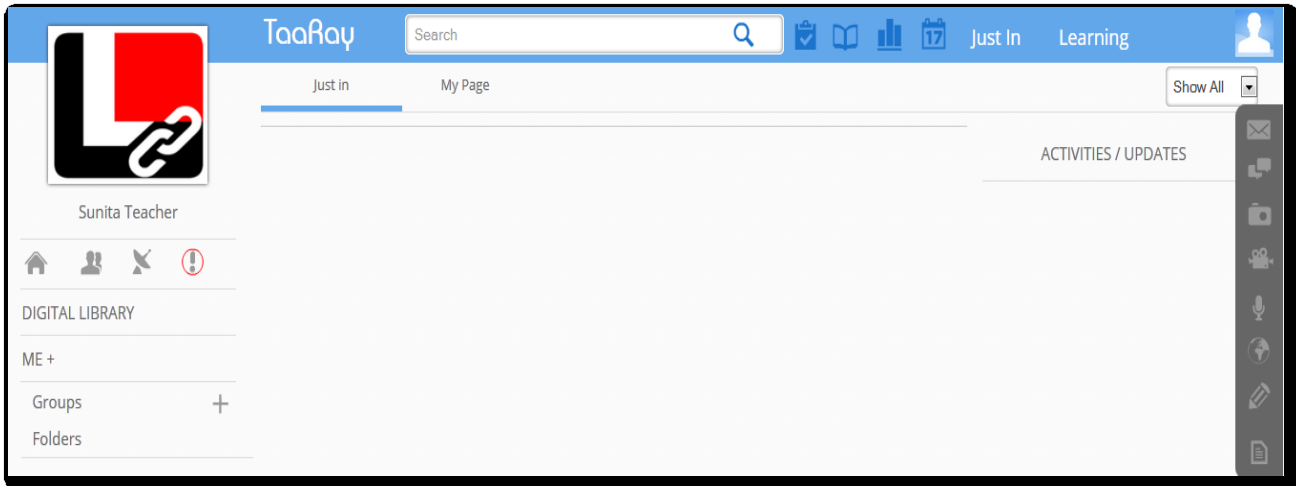 TaaRay
Search
17
Just In
Learning
Just in
My Page
Show All
ACTIVITIES / UPDATES
Sunita Teacher
DIGITAL LIBRARY
ME +
Groups
Folders